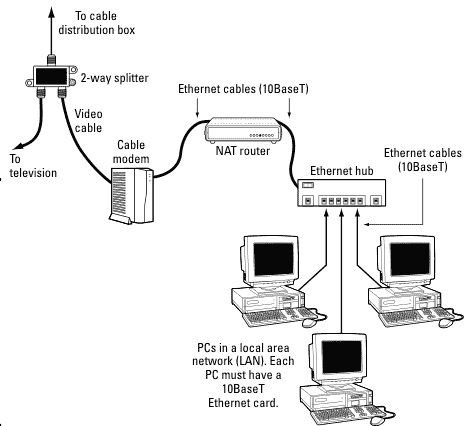 To cable
distribution box
2-way splitter
Ethernet cables (10BaseT)
Video
cable
Cable
modem
To
television
NAT router
Ethernet hub
Ethernet cables
(10BaseT)
PCs in a local area
network (LAN). Each
PC must have a
10BaseT
Ethernet card.